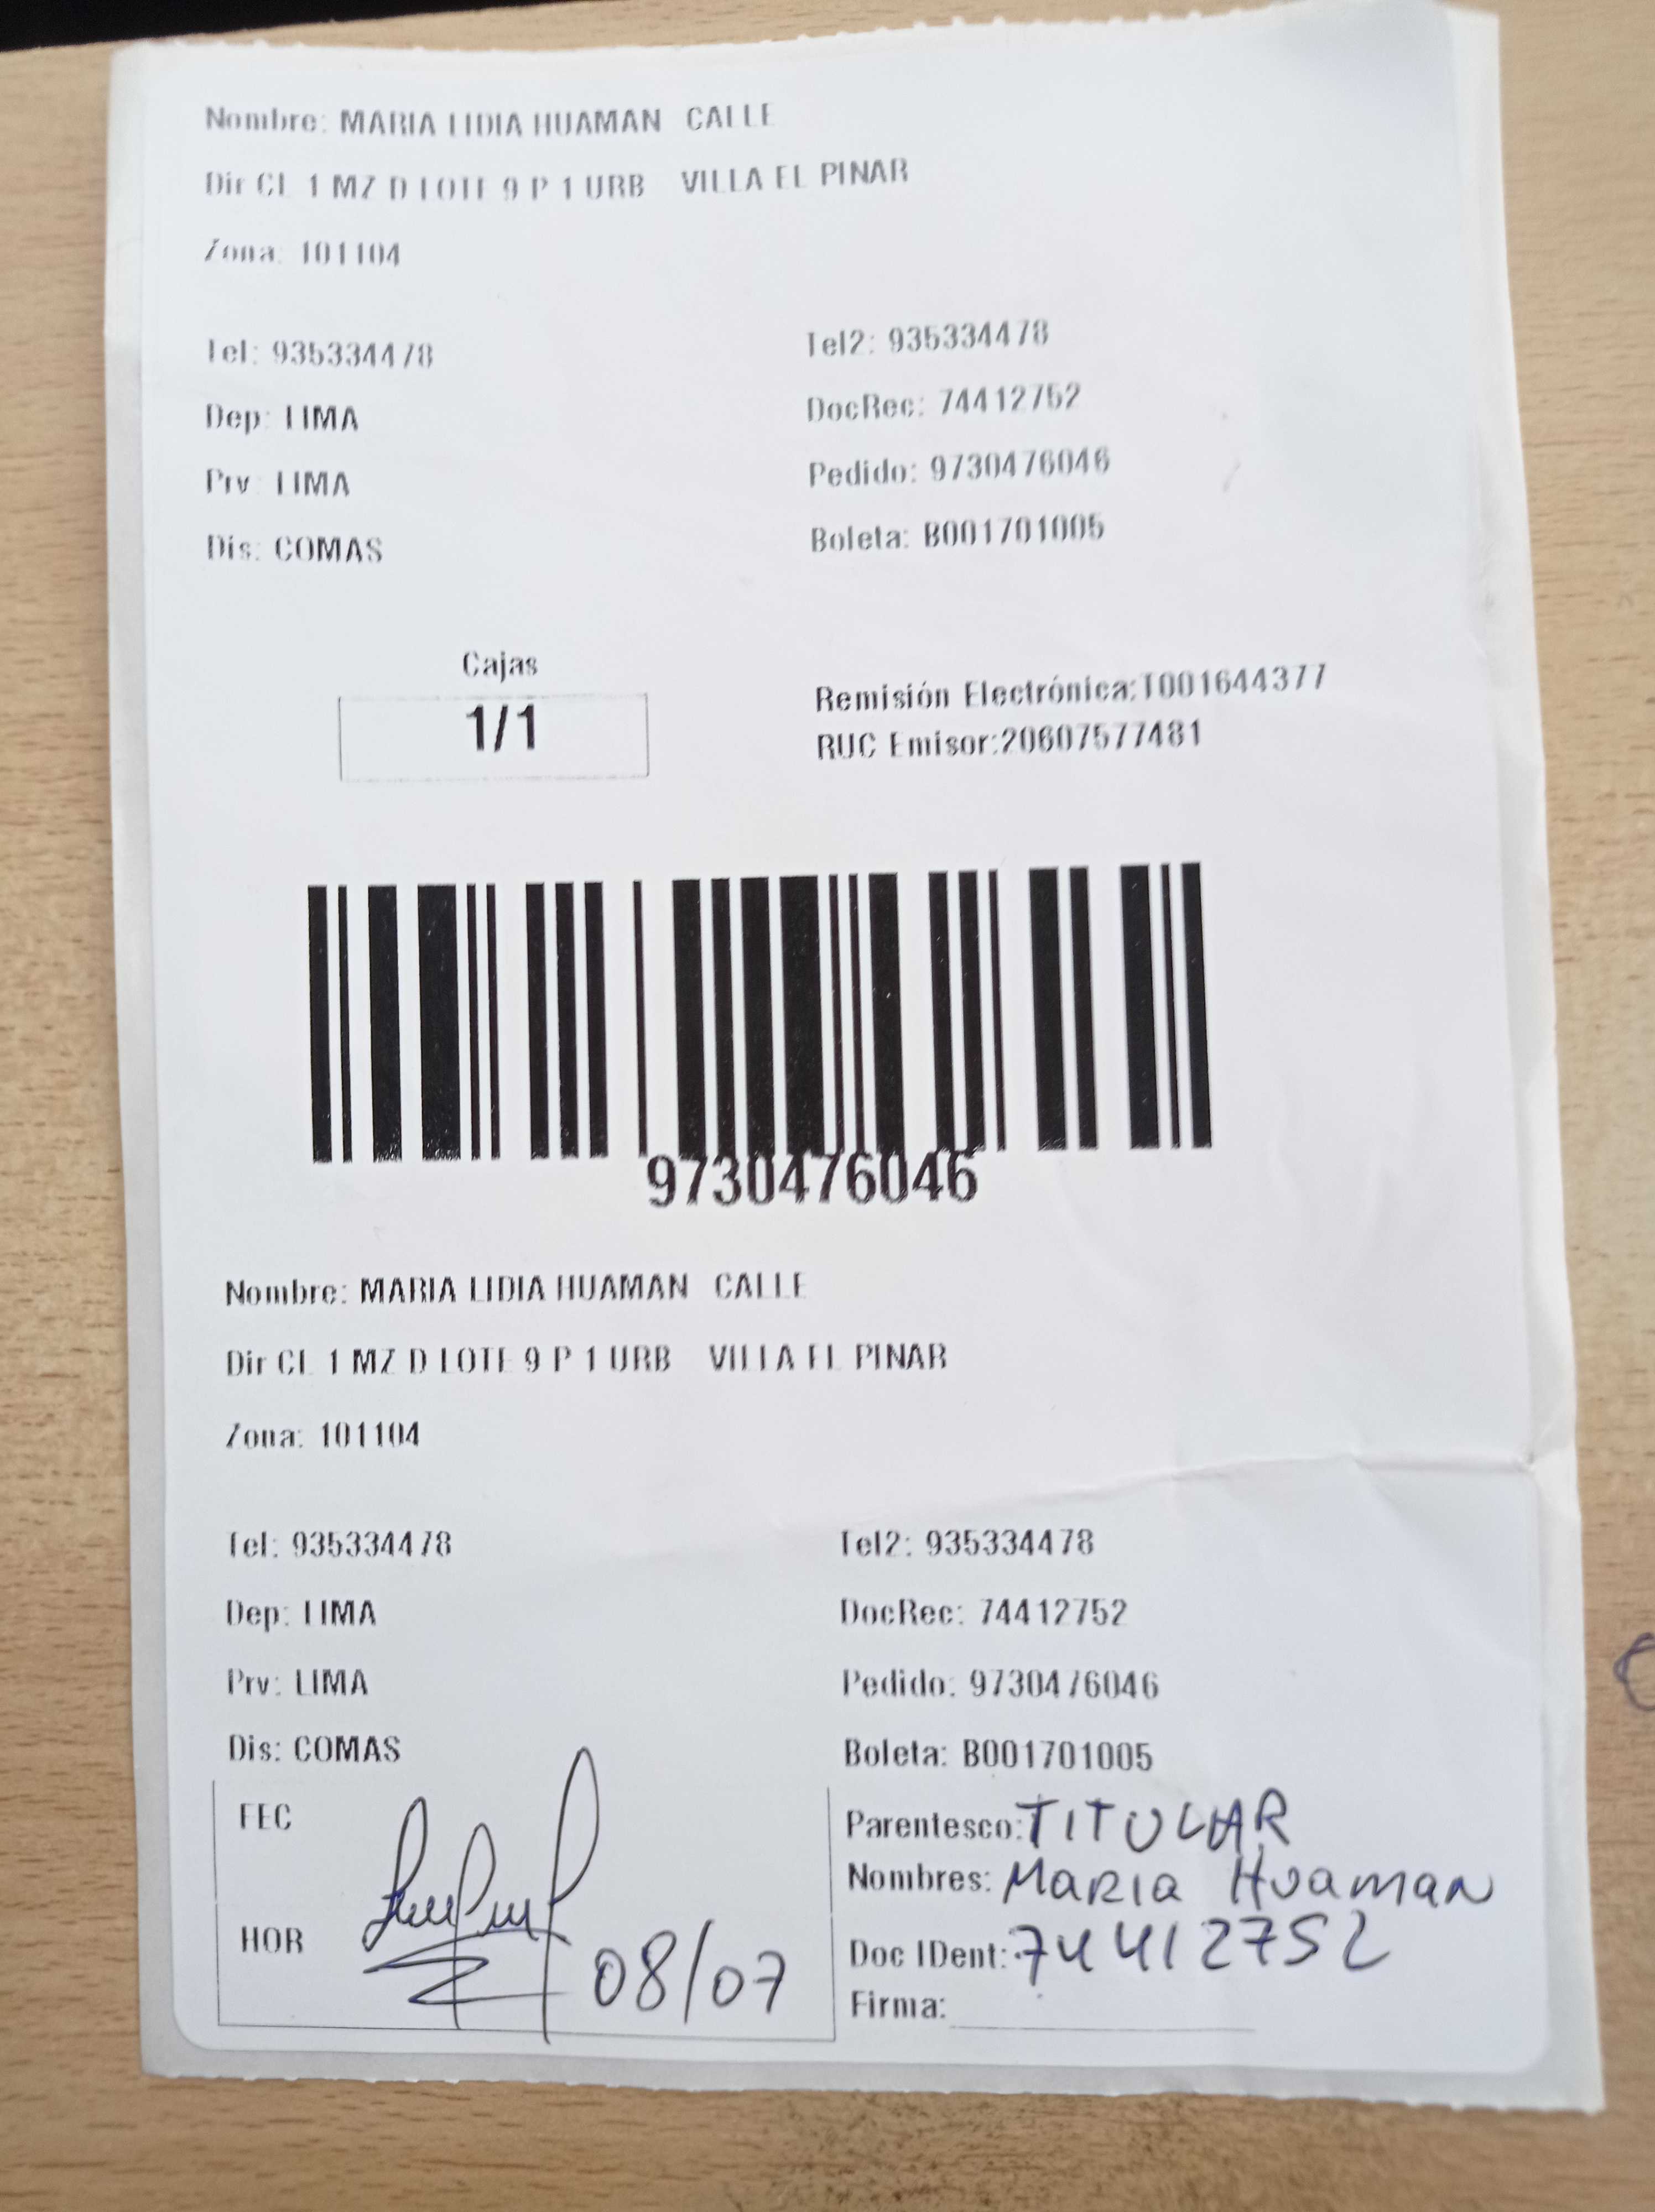 Nombre: MARIA LIDIA HUAMAN CALLE
Dir CL 1 MZ D LOTE 9 P 1 URB VILLA EL PINAR
Zona: 101104
Tel: 935334478 Tel2: 935334478
Dep: LIMA DocRec: 74412752
Prv: LIMA Pedido: 9730476046
Dis: COMAS Boleta: B001701005
Cajas
1/1
Remisión Electrónica:T001644377
RUC Emisor:20607577481
9730476046
Nombre: MARIA LIDIA HUAMAN CALLE
Dir CL 1 MZ D LOTE 9 P 1 URB VILLA EL PINAR
Zona: 101104
Tel: 935334478 Tel2: 935334478
Dep: LIMA DocRec: 74412752
Prv: LIMA Pedido: 9730476046
Dis: COMAS Boleta: B001701005
FEC Parentesco: TITULAR
Nombres: MARIA HUAMAN
HOR 08/07 Doc IDent: 74412752
Firma: